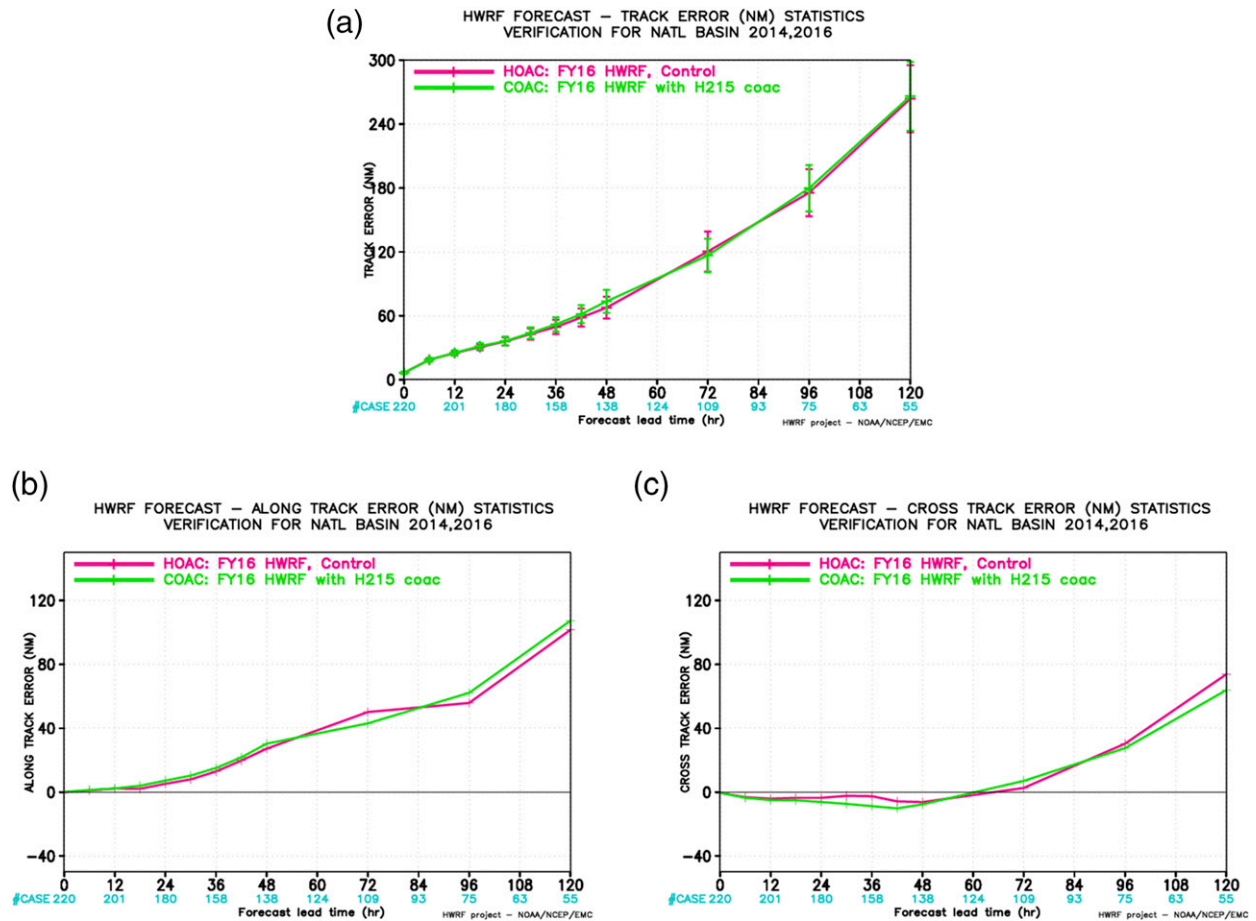 (a)
HWRF FORECAST – TRACK ERROR (NM) STATISTICS
VERIFICATION FOR NATL BASIN 2014,2016
HOAC: FY16 HWRF, Control
COAC: FY16 HWRF with H215 coac
TRACK ERROR (NM)
300
240
180
120
60
0
0 12 24 36 48 60 72 84 96 108 120
#CASE 220 201 180 158 138 124 109 93 75 63 55
Forecast lead time (hr)
HWRF project – NOAA/NCEP/EMC
(b)
HWRF FORECAST – ALONG TRACK ERROR (NM) STATISTICS
VERIFICATION FOR NATL BASIN 2014,2016
HOAC: FY16 HWRF, Control
COAC: FY16 HWRF with H215 coac
ALONG TRACK ERROR (NM)
120
80
40
0
−40
0 12 24 36 48 60 72 84 96 108 120
#CASE 220 201 180 158 138 124 109 93 75 63 55
Forecast lead time (hr)
HWRF project – NOAA/NCEP/EMC
(c)
HWRF FORECAST – CROSS TRACK ERROR (NM) STATISTICS
VERIFICATION FOR NATL BASIN 2014,2016
HOAC: FY16 HWRF, Control
COAC: FY16 HWRF with H215 coac
CROSS TRACK ERROR (NM)
120
80
40
0
−40
0 12 24 36 48 60 72 84 96 108 120
#CASE 220 201 180 158 138 124 109 93 75 63 55
Forecast lead time (hr)
HWRF project – NOAA/NCEP/EMC